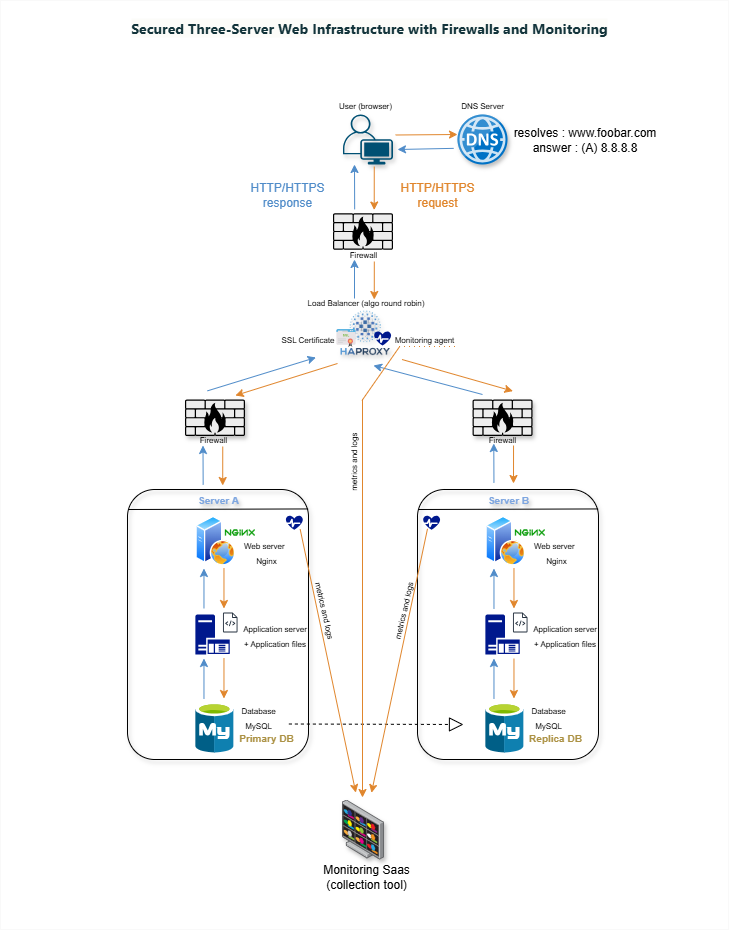 Secured Three-Server Web Infrastructure with Firewalls and Monitoring
User (browser)
DNS Server
DNS
resolves : www.foobar.com
answer : (A) 8.8.8.8
HTTP/HTTPS
response
HTTP/HTTPS
request
Firewall
Load Balancer (algo round robin)
SSL Certificate
Monitoring agent
HAPROXY
Firewall
Firewall
metrics and logs
Server A
NGINX
Web server
Nginx
Application server
+ Application files
</>
Database
MySQL
Primary DB
My
metrics and logs
Server B
NGINX
Web server
Nginx
metrics and logs
Application server
+ Application files
</>
Database
MySQL
Replica DB
My
Monitoring Saas
(collection tool)